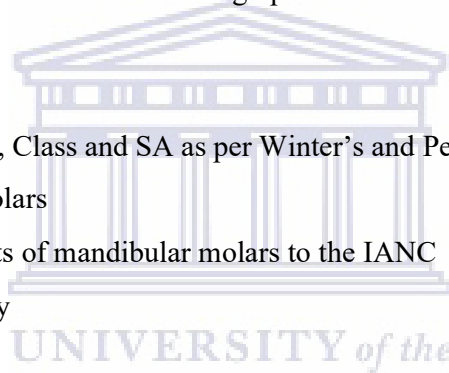 , Class and SA as per Winter's and Pe
olars
ts of mandibular molars to the IANC
y
UNIVERSITY of the